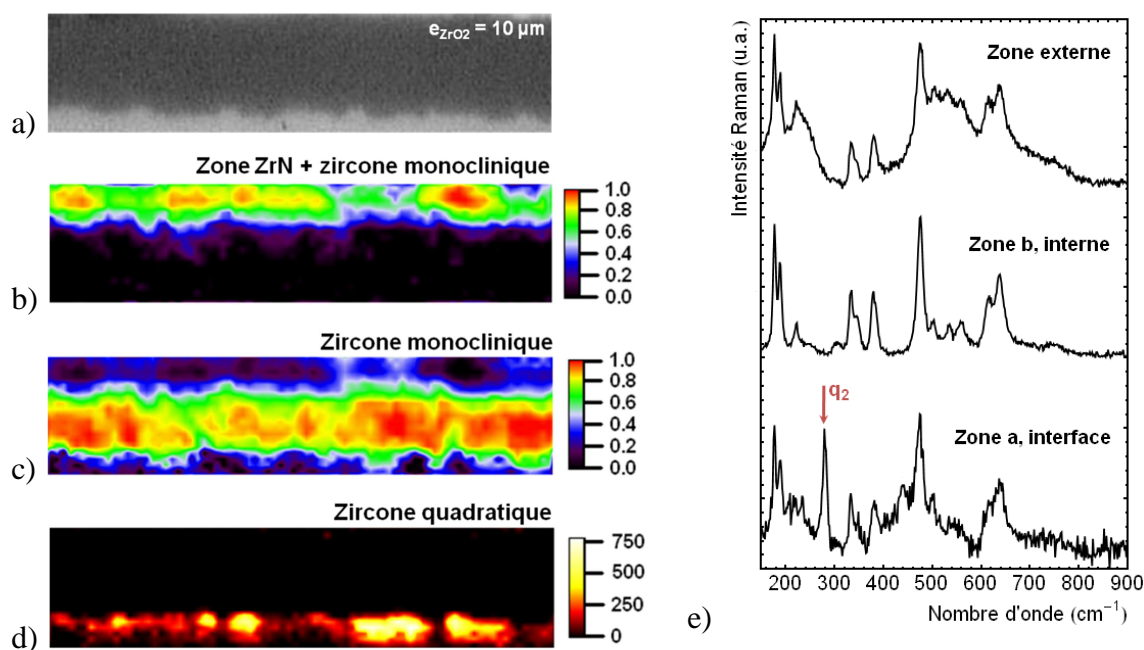 a)
e_ZrO2 = 10 µm
Zone ZrN + zircone monoclinique
b)
1.0
0.8
0.6
0.4
0.2
0.0
Zircone monoclinique
c)
1.0
0.8
0.6
0.4
0.2
0.0
Zircone quadratique
d)
750
500
250
0
e)
Intensité Raman (u.a.)
Zone externe
Zone b, interne
q2
Zone a, interface
200 300 400 500 600 700 800 900
Nombre d'onde (cm⁻¹)